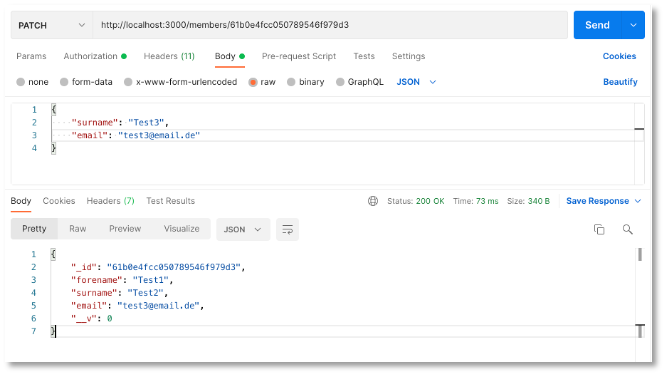 PATCH http://localhost:3000/members/61b0e4fcc050789546f979d3 Send
Params Authorization Headers (11) Body Pre-request Script Tests Settings Cookies
none form-data x-www-form-urlencoded raw binary GraphQL JSON Beautify
1 {
2 "surname": "Test3",
3 "email": "test3@email.de"
4 }
Body Cookies Headers (7) Test Results Status: 200 OK Time: 73 ms Size: 340 B Save Response
Pretty Raw Preview Visualize JSON
1 {
2 "_id": "61b0e4fcc050789546f979d3",
3 "forename": "Test1",
4 "surname": "Test2",
5 "email": "test3@email.de",
6 "__v": 0
7 }